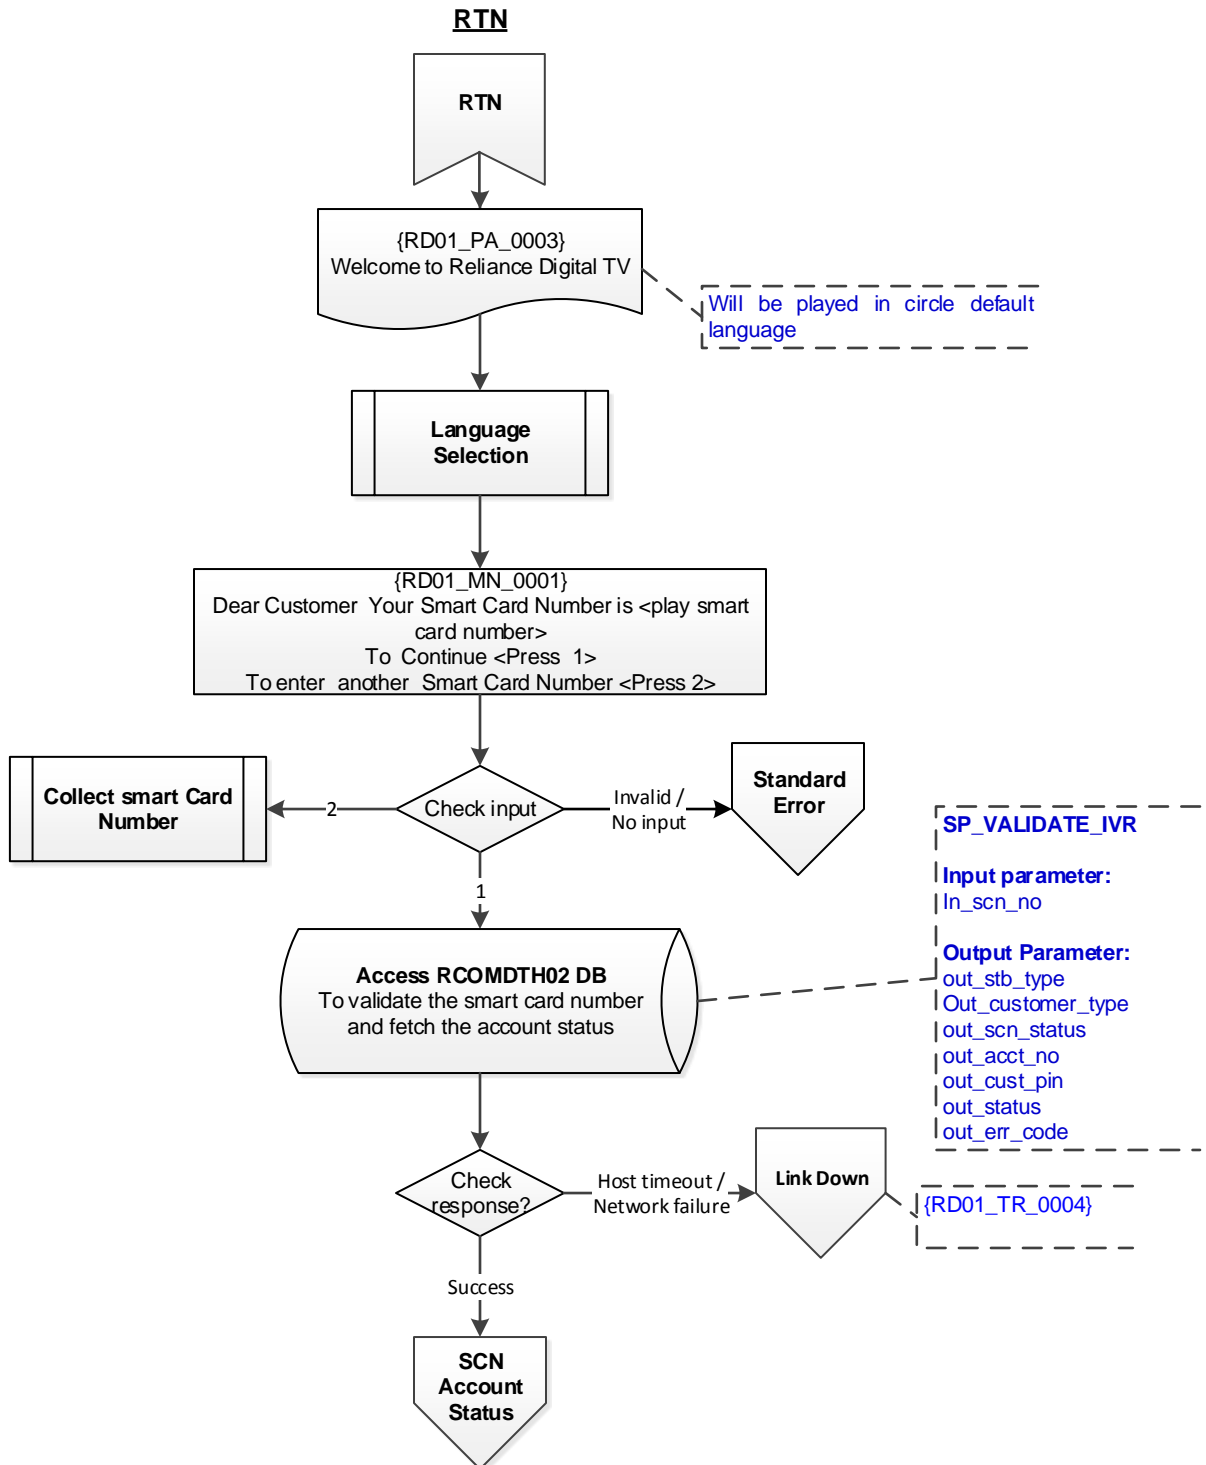 RTN
RTN
{RD01_PA_0003}
Welcome to Reliance Digital TV
Will be played in circle default
language
Language
Selection
{RD01_MN_0001}
Dear Customer Your Smart Card Number is <play smart
card number>
To Continue <Press 1>
To enter another Smart Card Number <Press 2>
Collect smart Card
Number
2
Check input
Invalid /
No input
Standard
Error
1
SP_VALIDATE_IVR
Input parameter:
In_scn_no
Output Parameter:
out_stb_type
Out_customer_type
out_scn_status
out_acct_no
out_cust_pin
out_status
out_err_code
Access RCOMDTH02 DB
To validate the smart card number
and fetch the account status
Check
response?
Host timeout /
Network failure
Link Down
{RD01_TR_0004}
Success
SCN
Account
Status